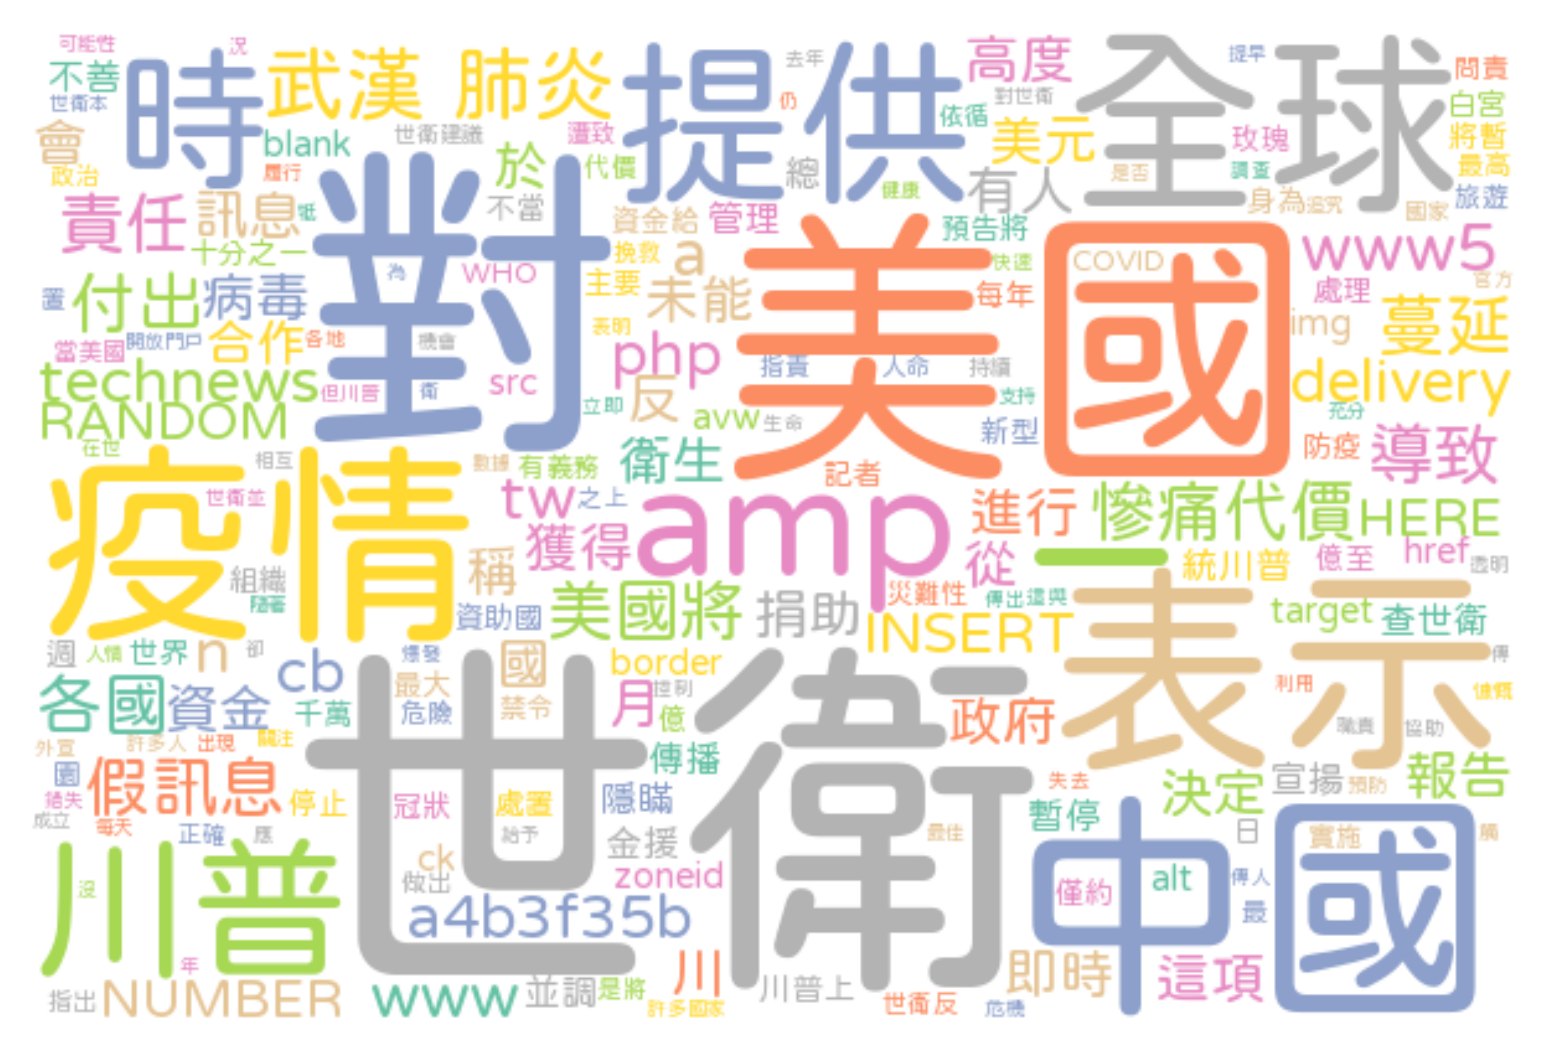 可能性 況 武漢 肺炎 提供 去年 高度 全球 提早 問責
不善 時 仍 對世衛 白宮
世衛本 依循 美元 玫瑰 將暫
會 blank 世衛建議 遭致 最高
政治 履行 於 代價 總 健康 有人 是否 調查 旅遊
責任 訊息 不當 資金給 管理 身為 追究 國家
十分之一 對 為 WHO 挽救 a 美國 預告將 快速 COVID www5
置 付出 病毒 主要 未能 每年 處理 官方
合作 各地 機會 表明 img 蔓延
當美國 開放門戶 php 指責 人命 持續
technews 但川普 衛 src 立即 反 支持 delivery
RANDOM avw 生命 新型 充分
在世 相互 數據 有義務 衛生 記者 防疫 導致
疫情 世衛並 tw 之上 amp 進行 慘痛代價 HERE
獲得 從 一 統川普 億至 href 透明
組織 稱 災難性 傳出 這與
隨著 資助國 美國將 捐助 INSERT 表示 target 查世衛
週 人情 世界 n 卻 cb 爆發 國 border 傳
各國 資金 千萬 最大 危險 禁令 月 控制 億 世衛 政府 利用 慷慨
外宣 許多人 出現 關注 傳播 職責 協助
園 假訊息 停止 冠狀 處置 隱瞞 失去 決定 宣揚 預防 報告
錯失 暫停 中國
成立 每天 正確 應 給予 金援 最佳 日 實施
川普 沒 ck 做出 zoneid 僅約 alt 傳人
a4b3f35b 最
年 川 即時 這項
指出 NUMBER www 並調 是將 許多國家 川普上 世衛反 危機